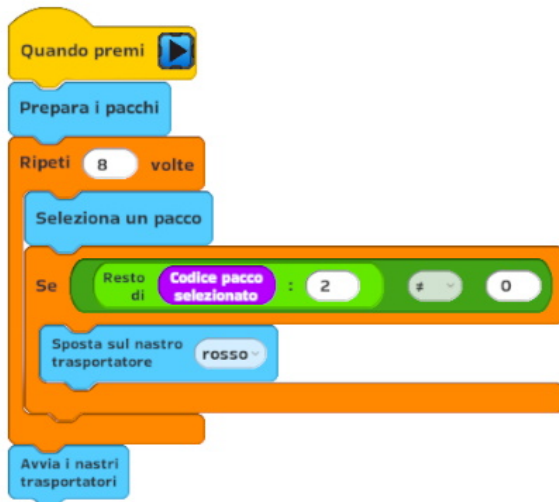 Quando premi
Prepara i pacchi
Ripeti 8 volte
Seleziona un pacco
Se Resto di Codice pacco selezionato : 2 ≠ 0
Sposta sul nastro trasportatore rosso
Avvia i nastri
trasportatori